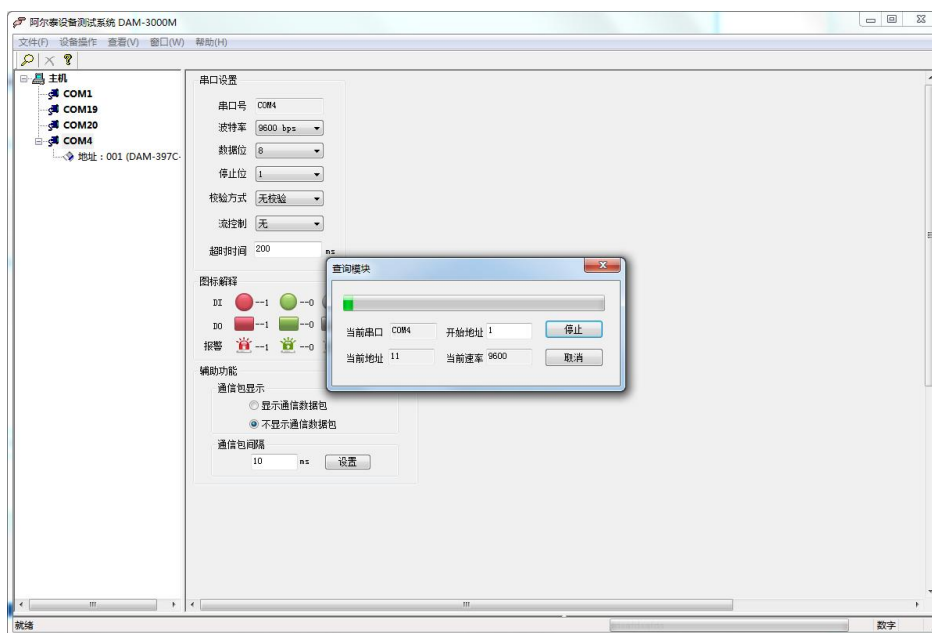 阿尔泰设备测试系统 DAM-3000M
文件(F) 设备操作 查看(V) 窗口(W) 帮助(H)
主机
COM1
COM19
COM20
COM4
地址：001 (DAM-397C-
串口设置
串口号 COM4
波特率 9600 bps
数据位 8
停止位 1
校验方式 无校验
流控制 无
超时时间 200 ms
图标解释
DI --1 --0
DO --1 --0
报警 --1 --0
辅助功能
通信包显示
显示通信数据包
不显示通信数据包
通信包间隔
10 ms 设置
查询模块
当前串口 COM4 开始地址 1 停止
当前地址 11 当前速率 9600 取消
就绪 数字